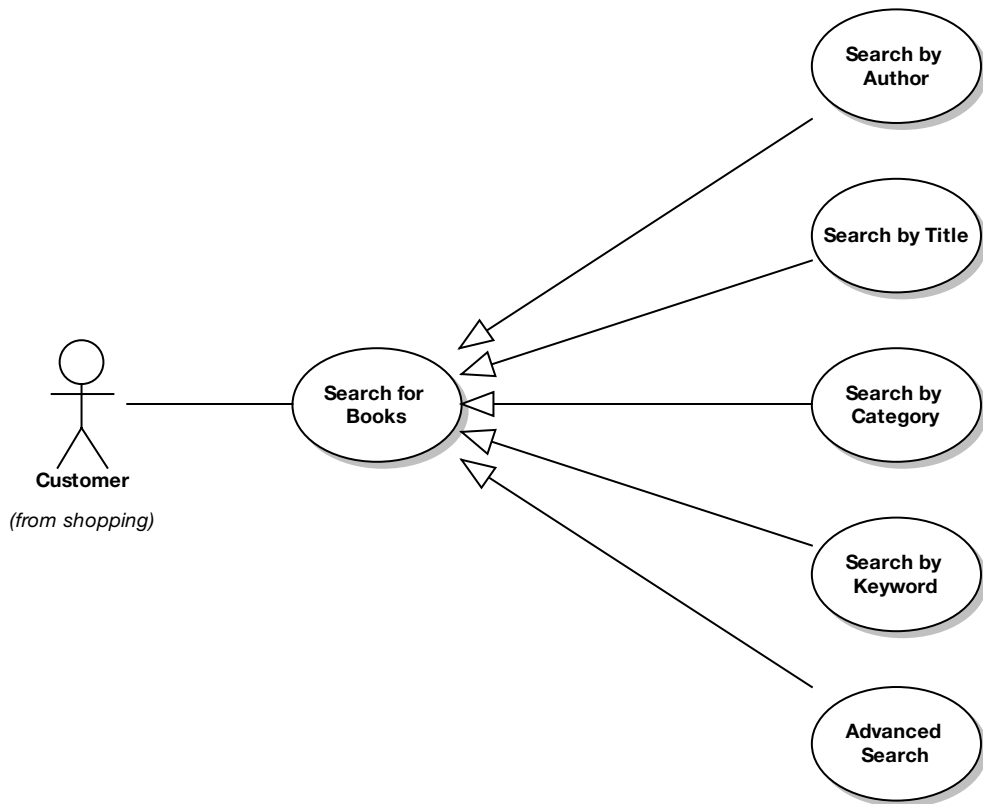 Search by
Author
Search by Title
Search for
Books
Search by
Category
Customer
(from shopping)
Search by
Keyword
Advanced
Search